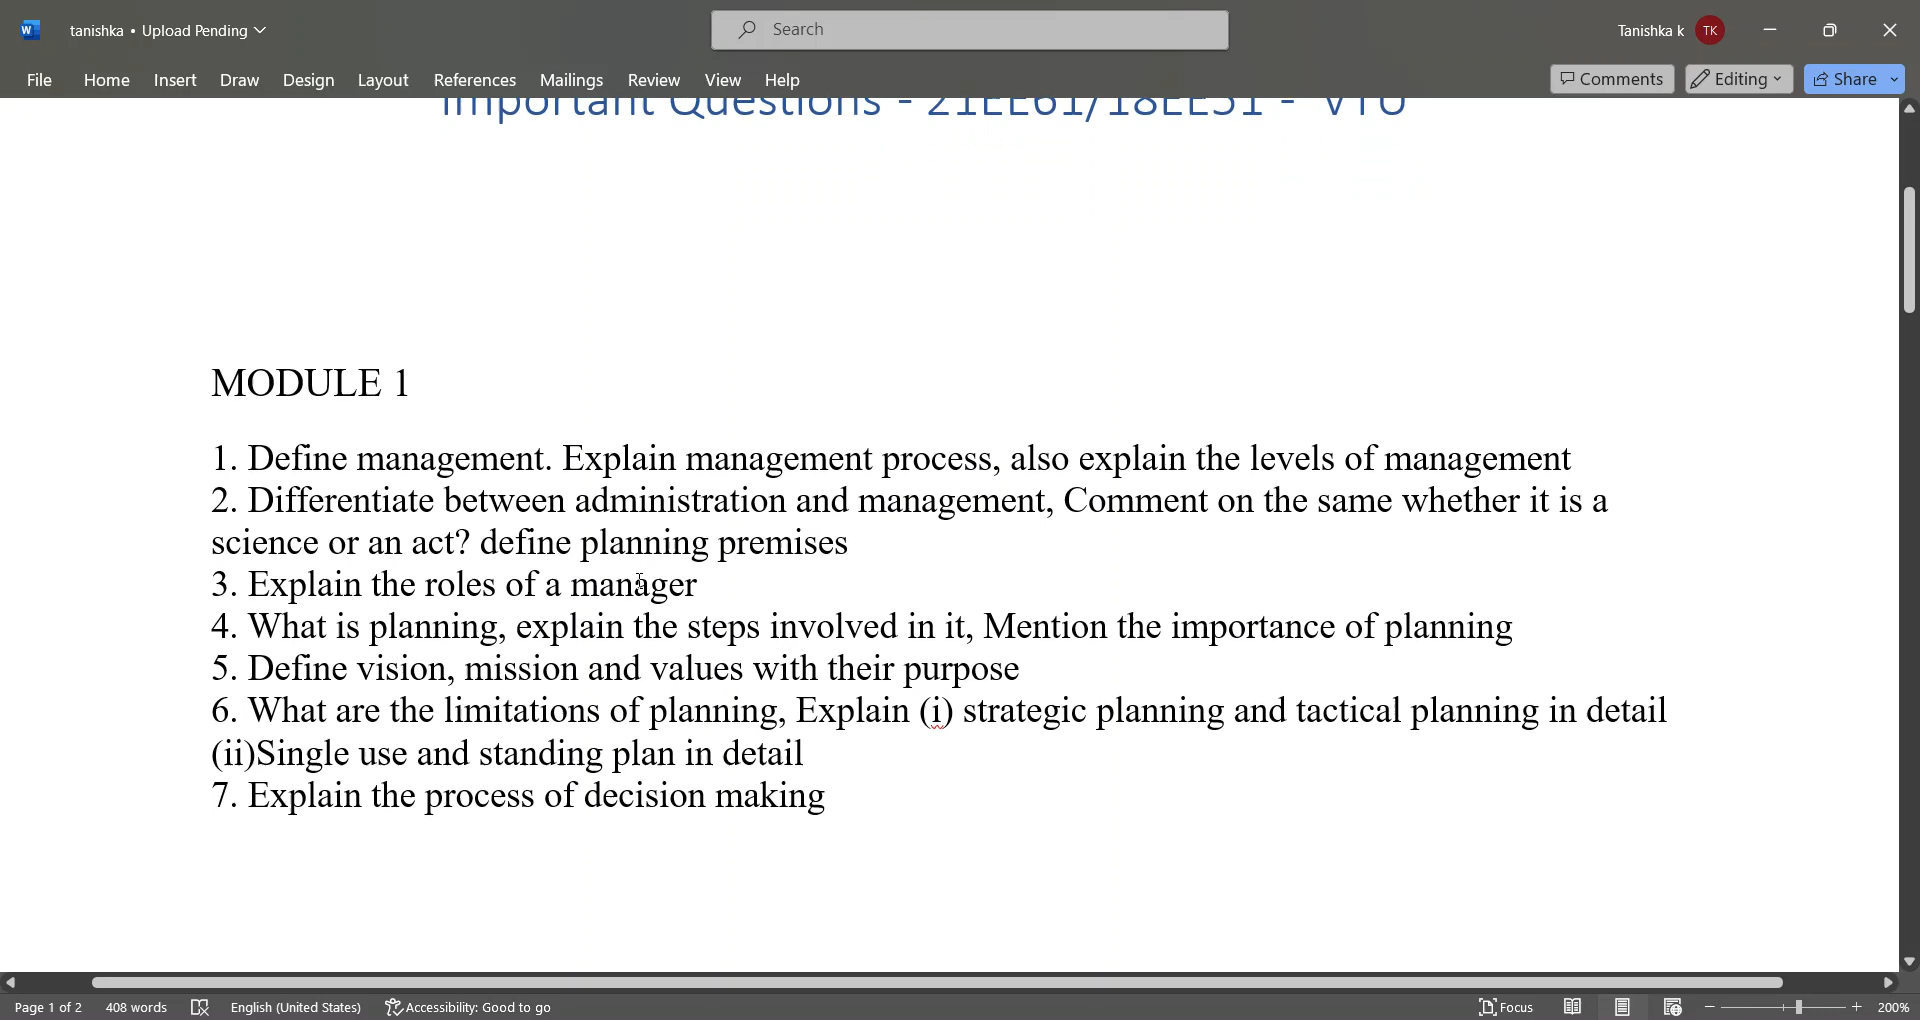 tanishka • Upload Pending
Search
Tanishka k TK
File Home Insert Draw Design Layout References Mailings Review View Help
Comments Editing Share
Important Questions - 21EE61/18EE51 - VTU
MODULE 1
1. Define management. Explain management process, also explain the levels of management
2. Differentiate between administration and management, Comment on the same whether it is a
science or an act? define planning premises
3. Explain the roles of a manager
4. What is planning, explain the steps involved in it, Mention the importance of planning
5. Define vision, mission and values with their purpose
6. What are the limitations of planning, Explain (i) strategic planning and tactical planning in detail
(ii)Single use and standing plan in detail
7. Explain the process of decision making
Page 1 of 2 408 words English (United States) Accessibility: Good to go Focus 200%